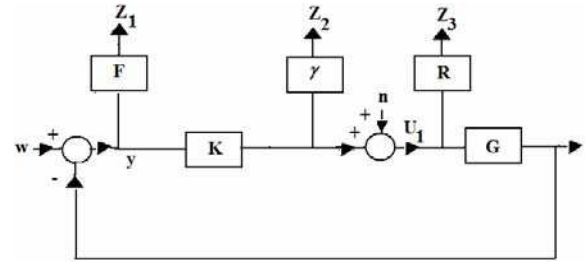 Z1 Z2 Z3
F γ R
n
+
w + y K + U1 G
-